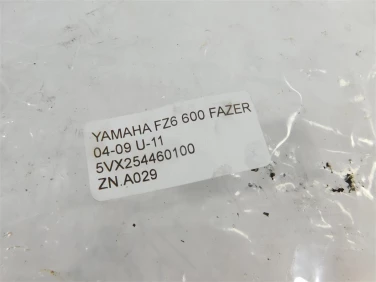 YAMAHA FZ6 600 FAZER
04-09 U-11
5VX254460100
ZN.A029